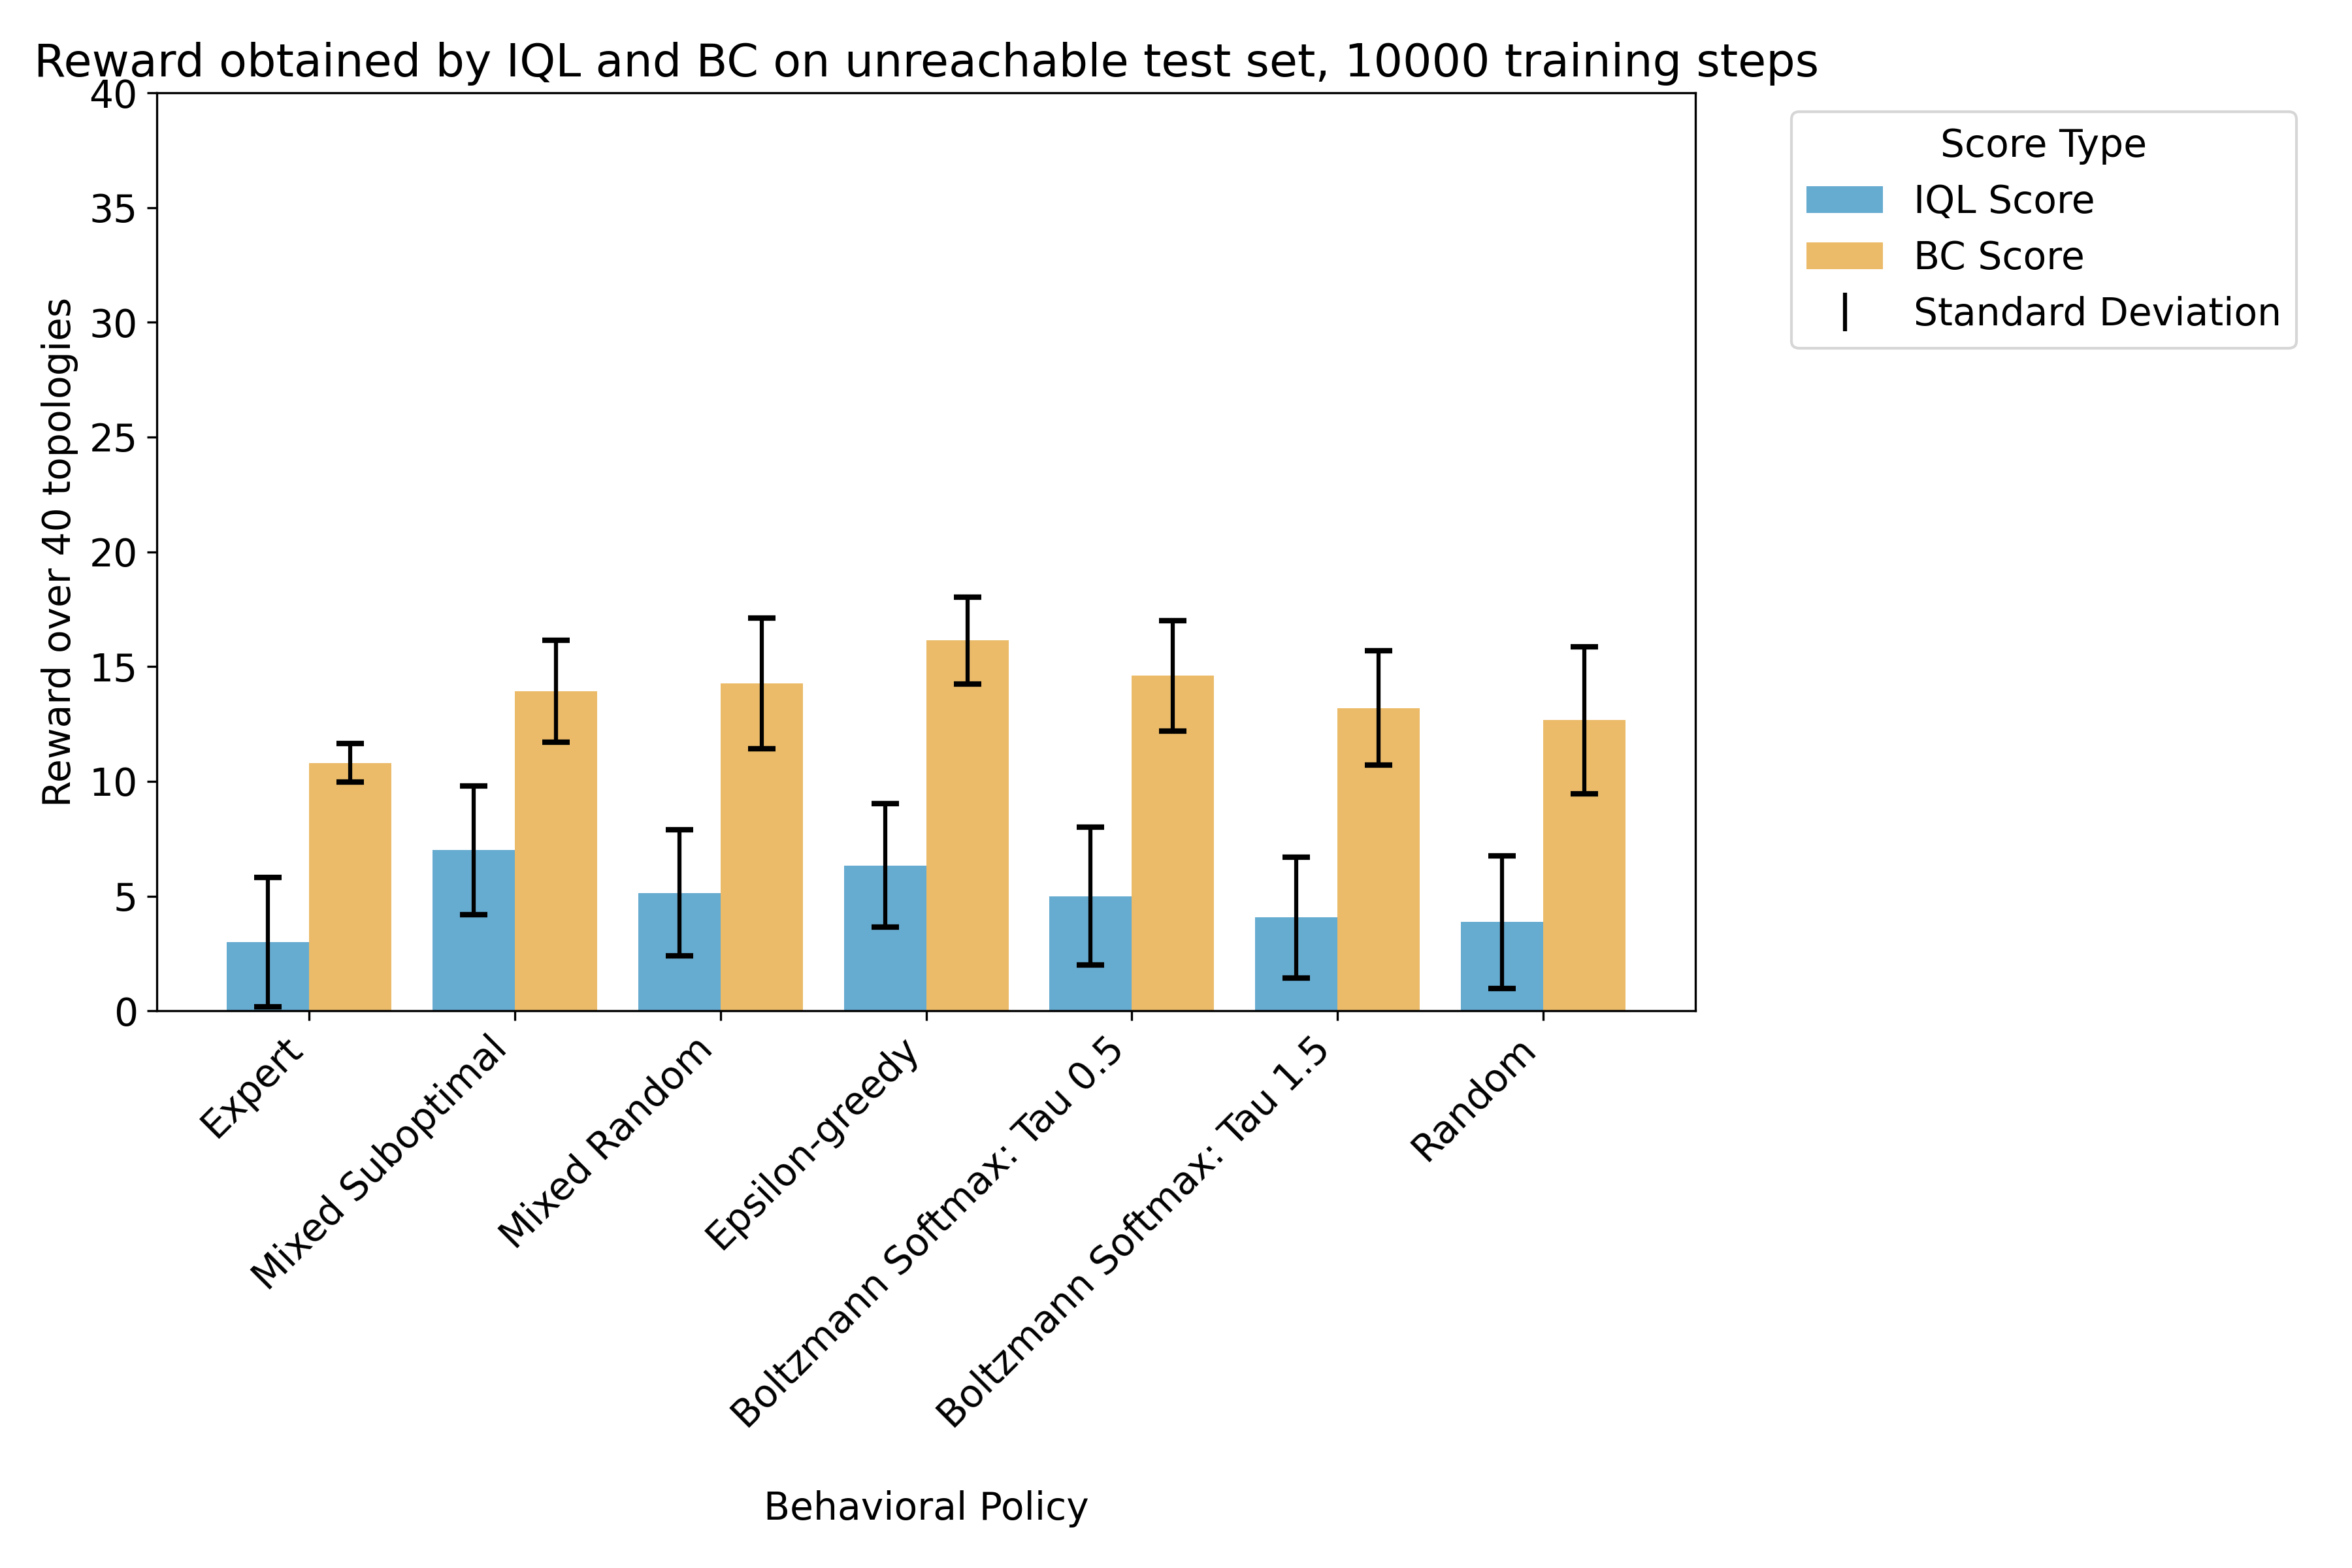 Reward obtained by IQL and BC on unreachable test set, 10000 training steps
Reward over 40 topologies
40
35
30
25
20
15
10
5
0
Expert
Mixed Suboptimal
Mixed Random
Epsilon-greedy
Boltzmann Softmax: Tau 0.5
Boltzmann Softmax: Tau 1.5
Random
Behavioral Policy
Score Type
IQL Score
BC Score
Standard Deviation